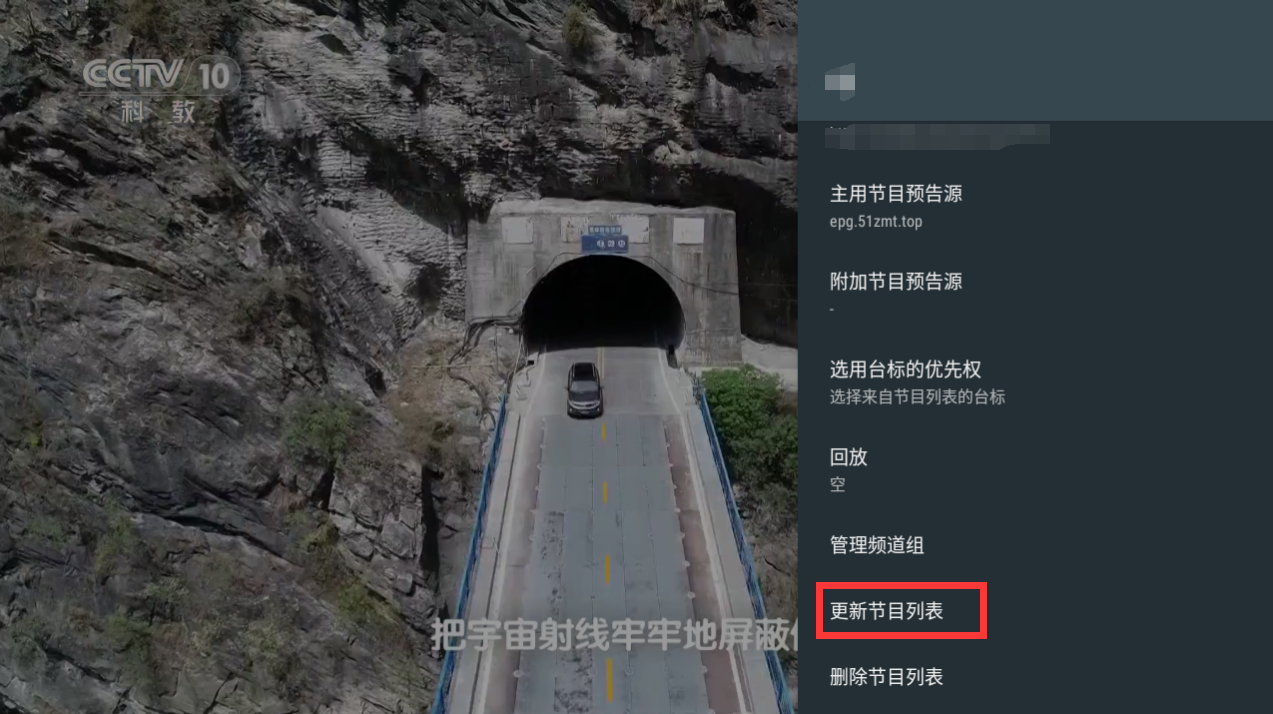 CCTV 10
科教
把宇宙射线牢牢地屏蔽
主用节目预告源
epg.51zmt.top
附加节目预告源
-
选用台标的优先权
选择来自节目列表的台标
回放
空
管理频道组
更新节目列表
删除节目列表